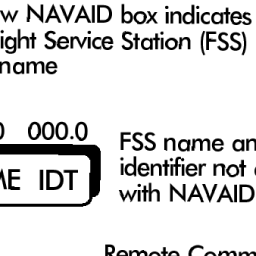 w NAVAID box indicates
ight Service Station (FSS)
name
0 000.0
ME IDT
FSS name an
identifier not
with NAVAID
Remote Comm